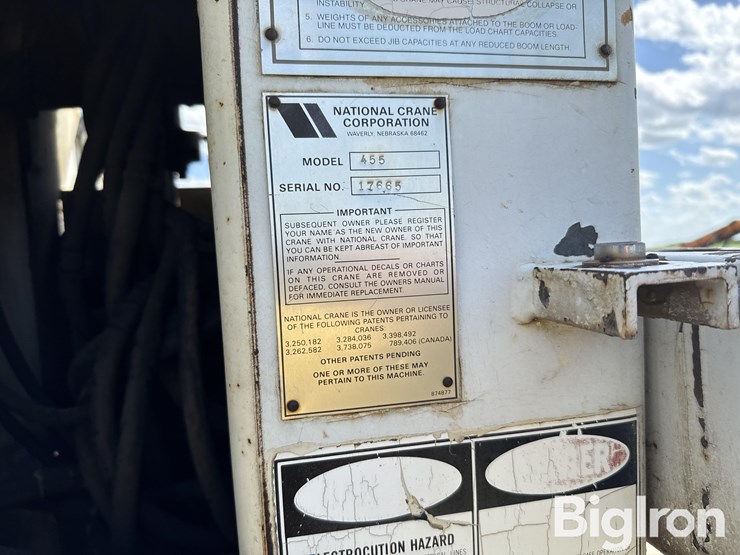 INSTABILITY.
5. WEIGHTS OF ANY ACCESSORIES ATTACHED TO THE BOOM OR LOAD-
LINE MUST BE DEDUCTED FROM THE LOAD CHART CAPACITIES.
6. DO NOT EXCEED JIB CAPACITIES AT ANY REDUCED BOOM LENGTH.
NATIONAL CRANE
CORPORATION
WAVERLY, NEBRASKA 68462
MODEL 455
SERIAL NO. 17665
IMPORTANT
SUBSEQUENT OWNER PLEASE REGISTER
YOUR NAME AS THE NEW OWNER OF THIS
CRANE WITH NATIONAL CRANE. SO THAT
YOU CAN BE KEPT ABREAST OF IMPORTANT
INFORMATION
IF ANY OPERATIONAL DECALS OR CHARTS
ON THIS CRANE ARE REMOVED OR
DEFACED. CONSULT THE OWNERS MANUAL
FOR IMMEDIATE REPLACEMENT.
NATIONAL CRANE IS THE OWNER OR LICENSEE
OF THE FOLLOWING PATENTS PERTAINING TO
CRANES:
3,250,182 3,284,036 3,398,492
3,262,582 3,738,075 789,406 (CANADA)
OTHER PATENTS PENDING
ONE OR MORE OF THESE MAY
PERTAIN TO THIS MACHINE.
874877
ELECTROCUTION HAZARD
BigIron